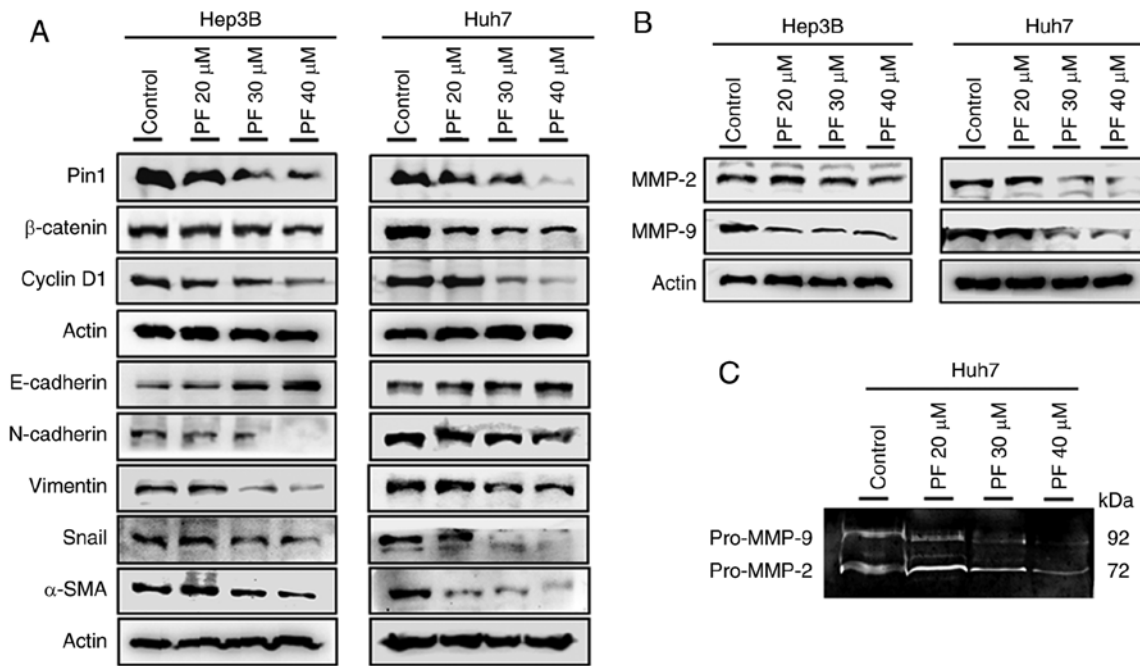 A
Hep3B
Huh7
Control
PF 20 μM
PF 30 μM
PF 40 μM
Control
PF 20 μM
PF 30 μM
PF 40 μM
Pin1
β-catenin
Cyclin D1
Actin
E-cadherin
N-cadherin
Vimentin
Snail
α-SMA
Actin
B
Hep3B
Huh7
Control
PF 20 μM
PF 30 μM
PF 40 μM
Control
PF 20 μM
PF 30 μM
PF 40 μM
MMP-2
MMP-9
Actin
C
Huh7
Control
PF 20 μM
PF 30 μM
PF 40 μM
kDa
Pro-MMP-9 92
Pro-MMP-2 72